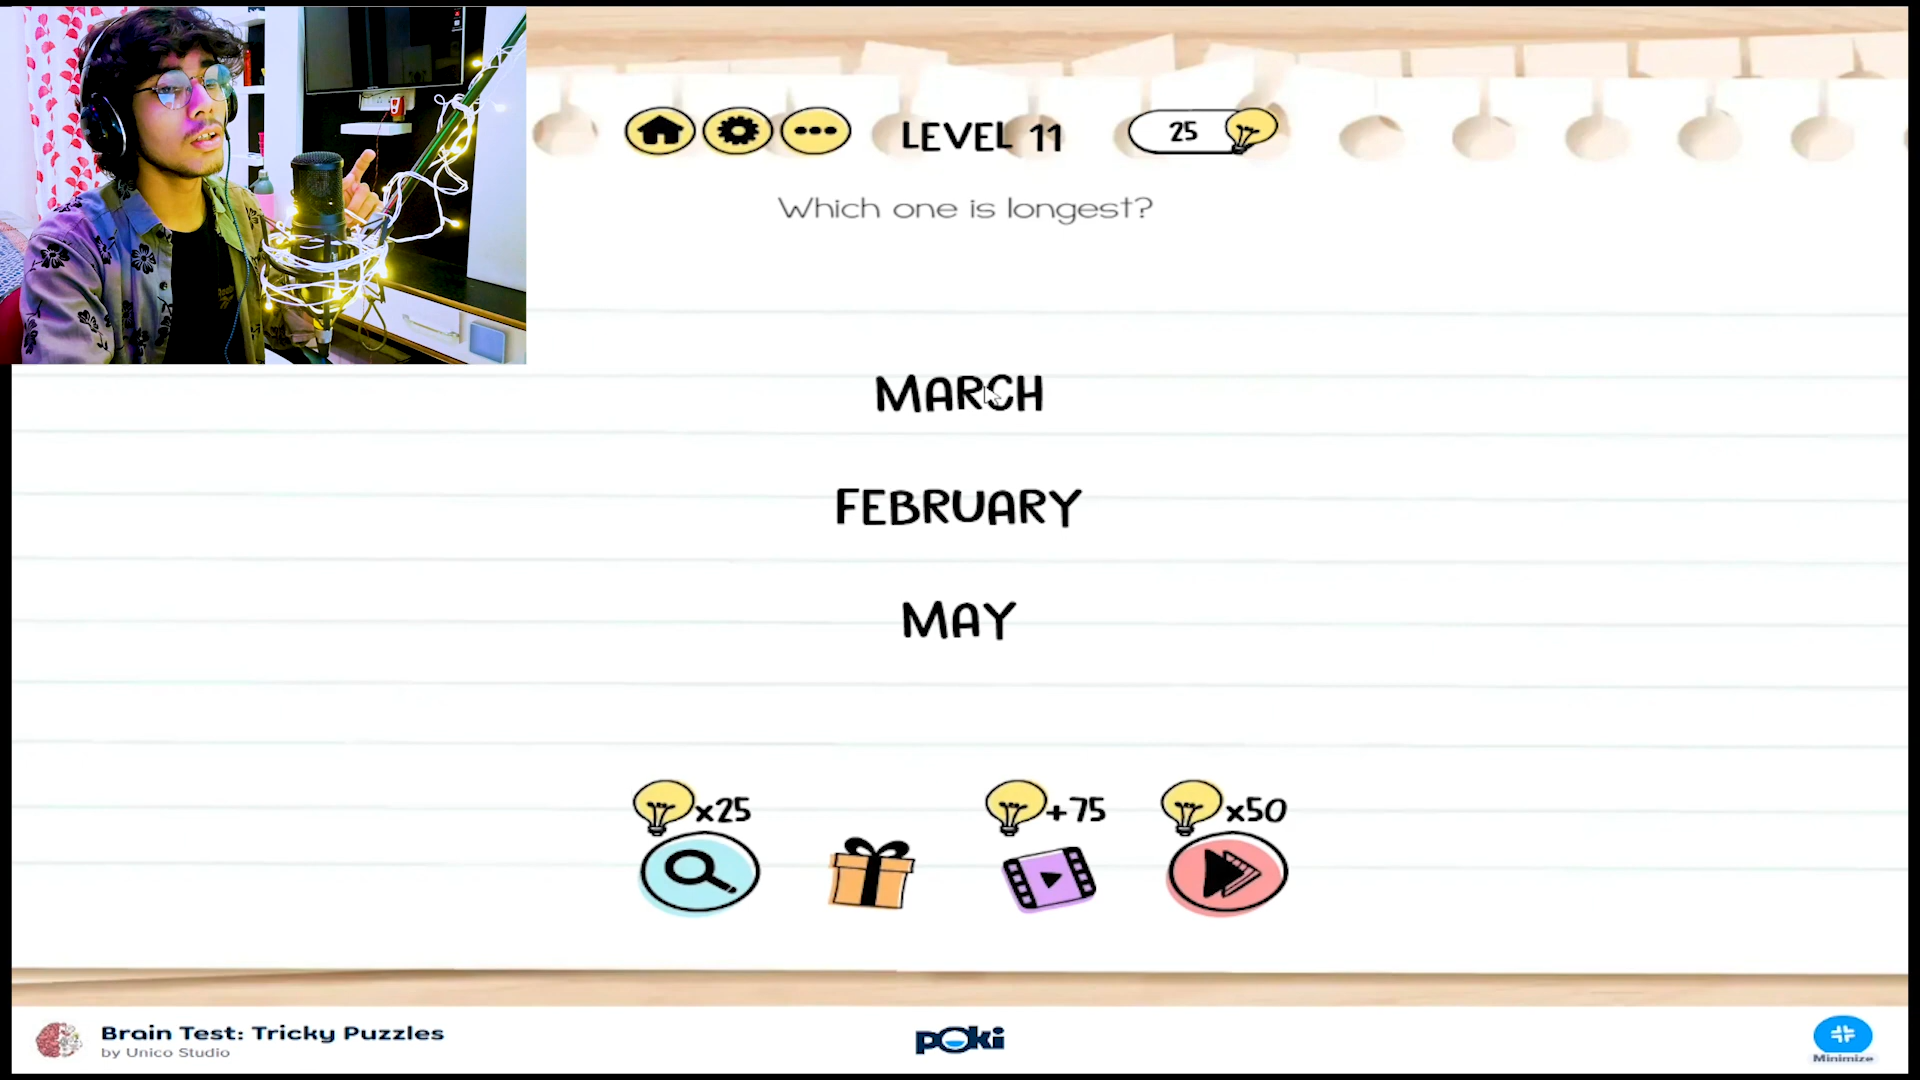 LEVEL 11
25
Which one is longest?
MARCH
FEBRUARY
MAY
x25
+75
x50
Brain Test: Tricky Puzzles
by Unico Studio
poki
Minimize